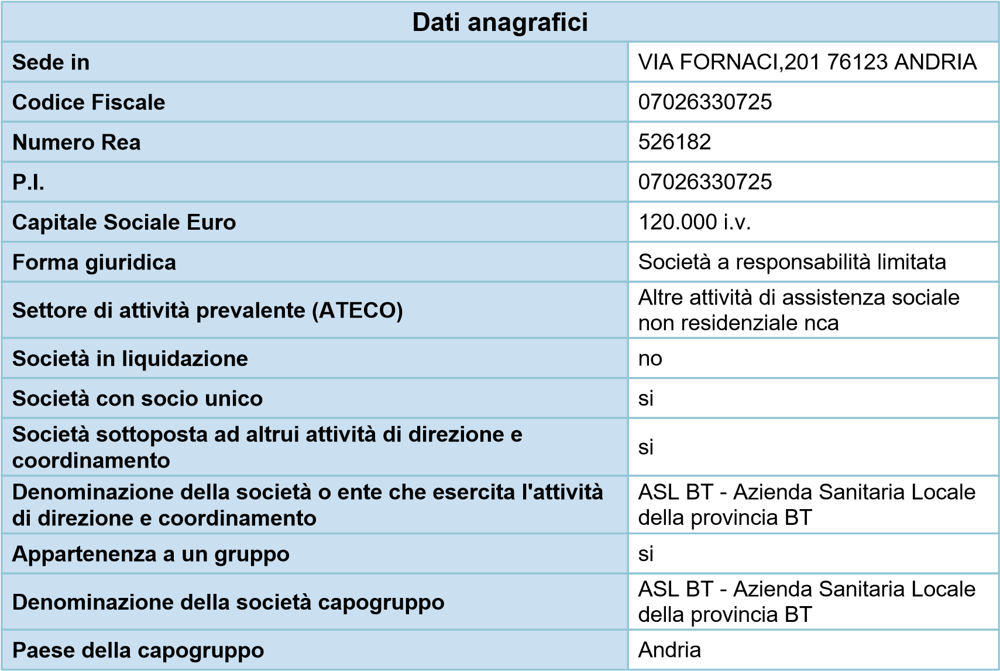 Dati anagrafici
Sede in
VIA FORNACI,201 76123 ANDRIA
Codice Fiscale
07026330725
Numero Rea
526182
P.I.
07026330725
Capitale Sociale Euro
120.000 i.v.
Forma giuridica
Società a responsabilità limitata
Settore di attività prevalente (ATECO)
Altre attività di assistenza sociale
non residenziale nca
Società in liquidazione
no
Società con socio unico
si
Società sottoposta ad altrui attività di direzione e
coordinamento
si
Denominazione della società o ente che esercita l'attività
di direzione e coordinamento
ASL BT - Azienda Sanitaria Locale
della provincia BT
Appartenenza a un gruppo
si
Denominazione della società capogruppo
ASL BT - Azienda Sanitaria Locale
della provincia BT
Paese della capogruppo
Andria